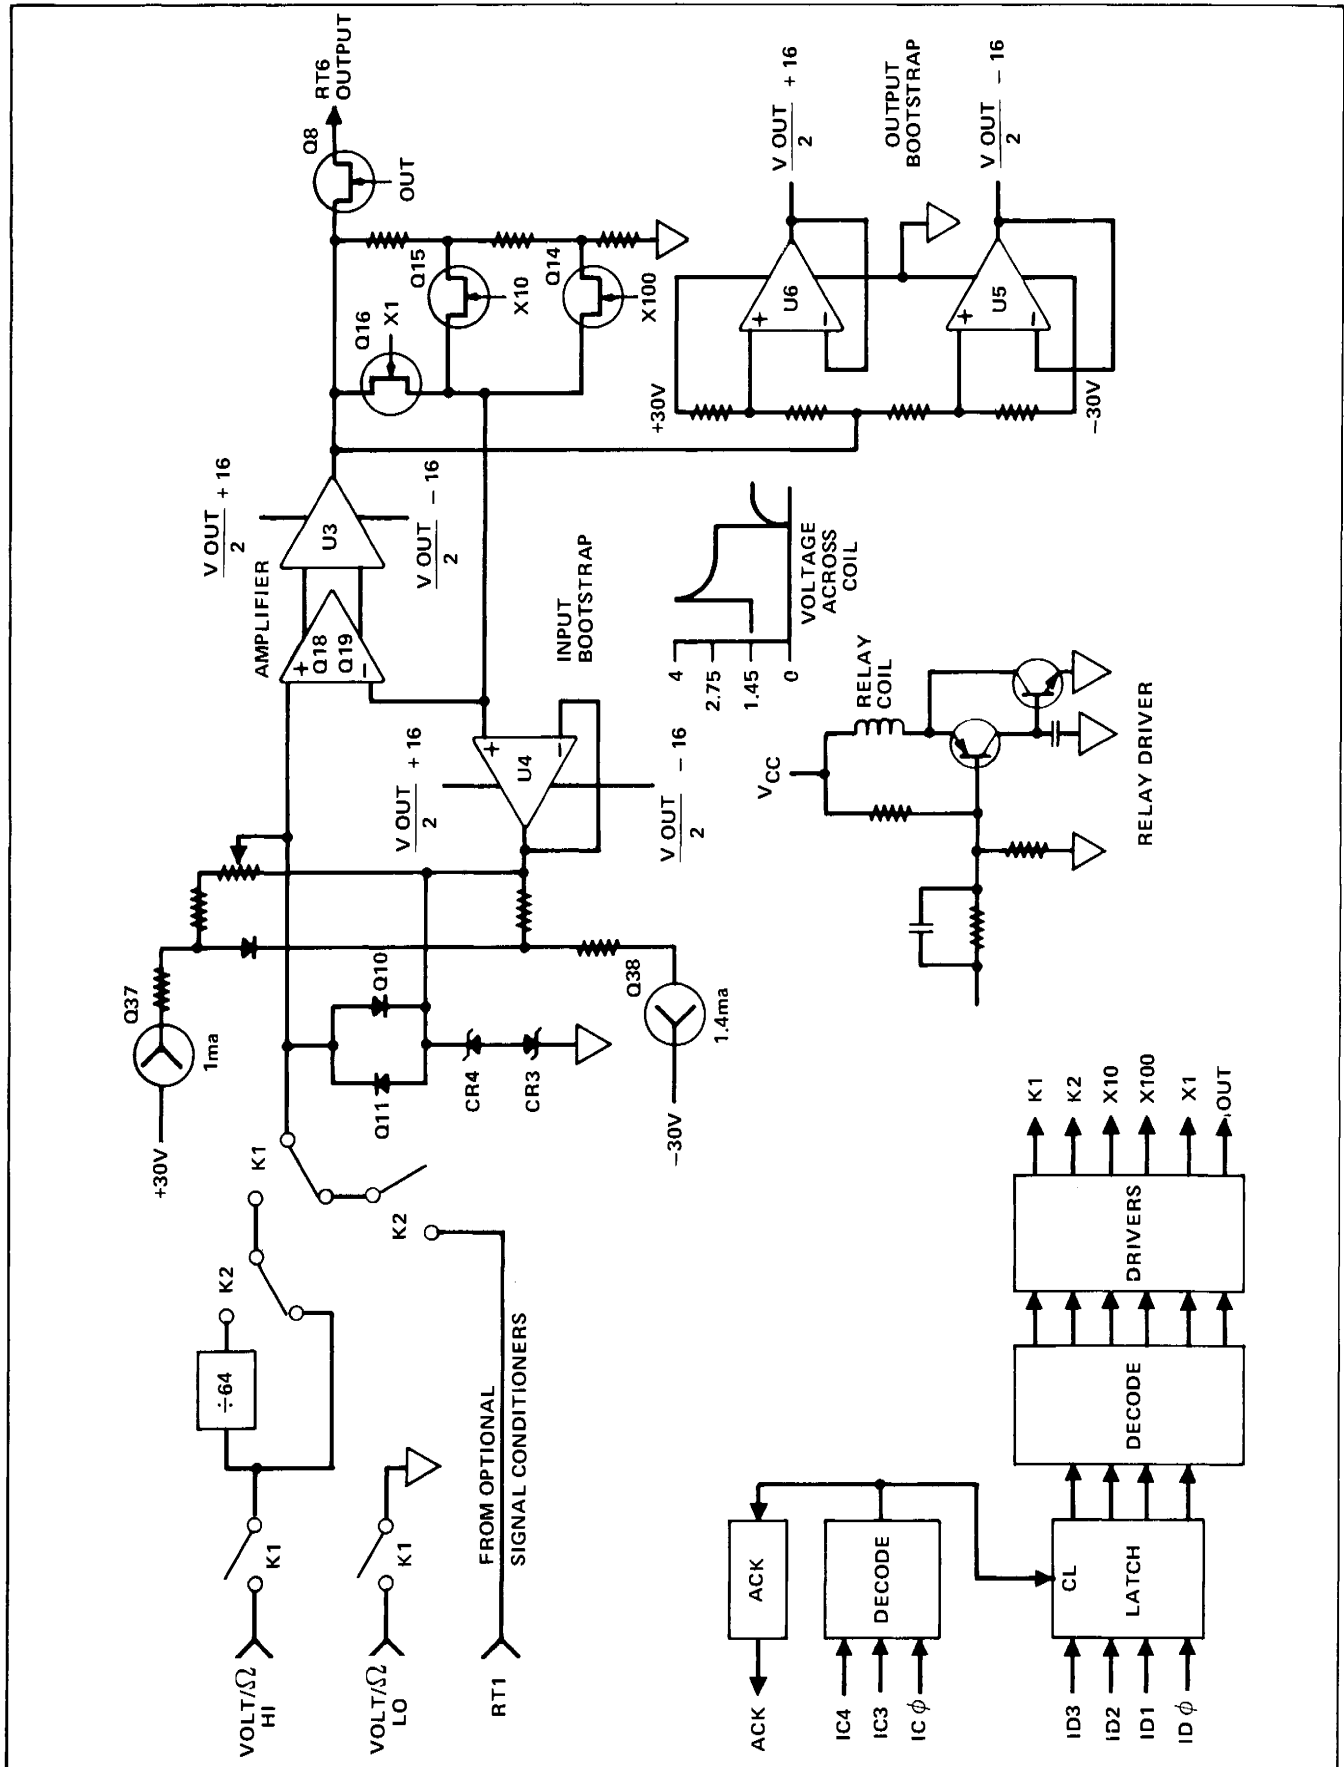 VOLT/Ω
HI
K1
÷64
K2
K1
VOLT/Ω
LO
K1
RT1
FROM OPTIONAL
SIGNAL CONDITIONERS
K2
+30V
Q37
1ma
Q11
Q10
CR4
CR3
-30V
Q38
1.4ma
AMPLIFIER
+
Q18
Q19
-
U3
V OUT
2
+ 16
V OUT
2
- 16
V OUT
2
+ 16
+
U4
-
V OUT
2
- 16
INPUT
BOOTSTRAP
Q16
X1
Q15
X10
Q14
X100
Q8
OUT
RT6
OUTPUT
+30V
+
U6
-
V OUT
2
+ 16
OUTPUT
BOOTSTRAP
+
U5
-
V OUT
2
- 16
-30V
4
2.75
1.45
0
VOLTAGE
ACROSS
COIL
VCC
RELAY
COIL
RELAY DRIVER
ACK
ACK
IC4
IC3
IC ϕ
DECODE
ID3
ID2
ID1
ID ϕ
CL
LATCH
DECODE
DRIVERS
K1
K2
X10
X100
X1
OUT